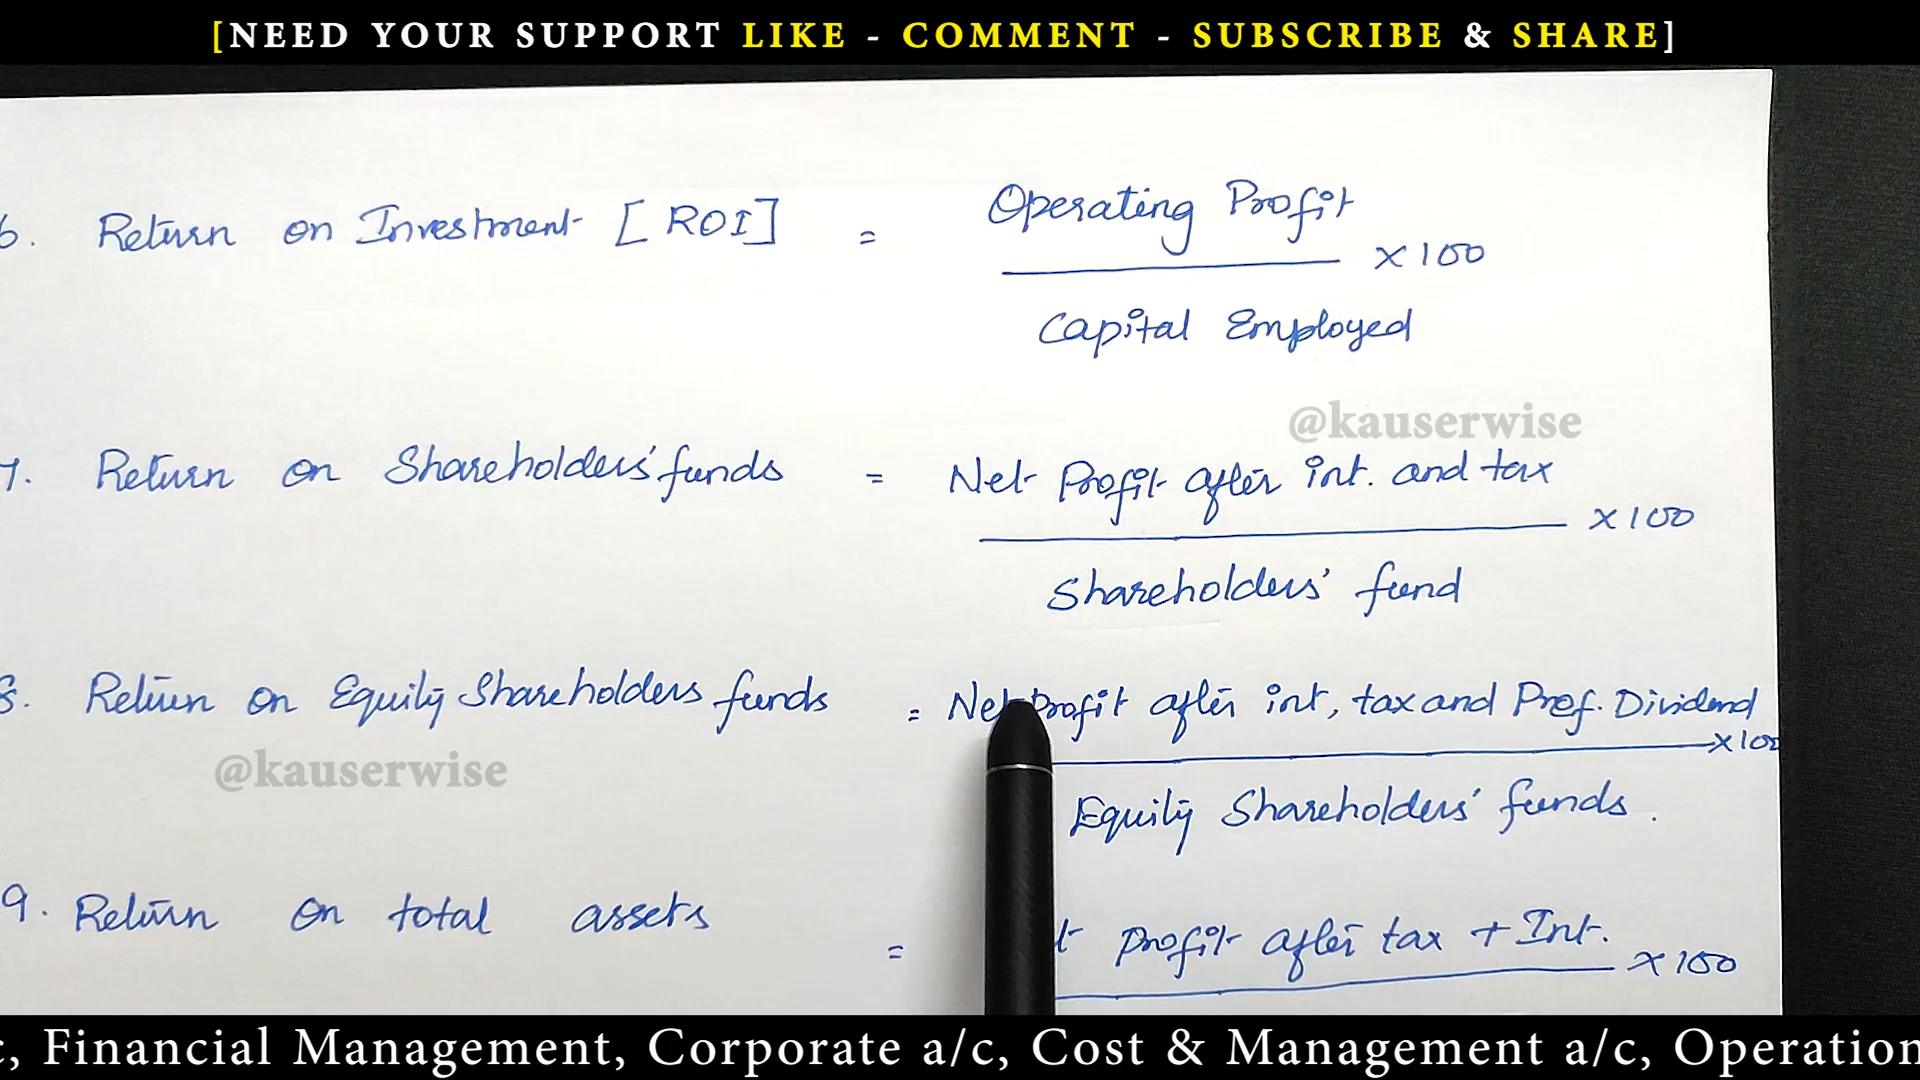 [NEED YOUR SUPPORT LIKE - COMMENT - SUBSCRIBE & SHARE]
6. Return on Investment [ROI] = Operating Profit × 100
Capital Employed
@kauserwise
7. Return on Shareholders' funds = Net Profit after int. and tax × 100
Shareholders' fund
8. Return on Equity Shareholders funds = Net Profit after int, tax and Pref. Dividend × 100
@kauserwise
Equity Shareholders' funds.
9. Return on total assets = Profit after tax + Int. × 100
Financial Management, Corporate a/c, Cost & Management a/c, Operation